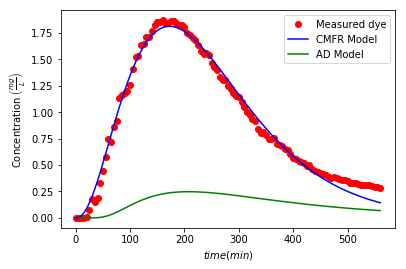 Measured dye
CMFR Model
AD Model
Concentration (mg/L)
1.75
1.50
1.25
1.00
0.75
0.50
0.25
0.00
0 100 200 300 400 500
time(min)